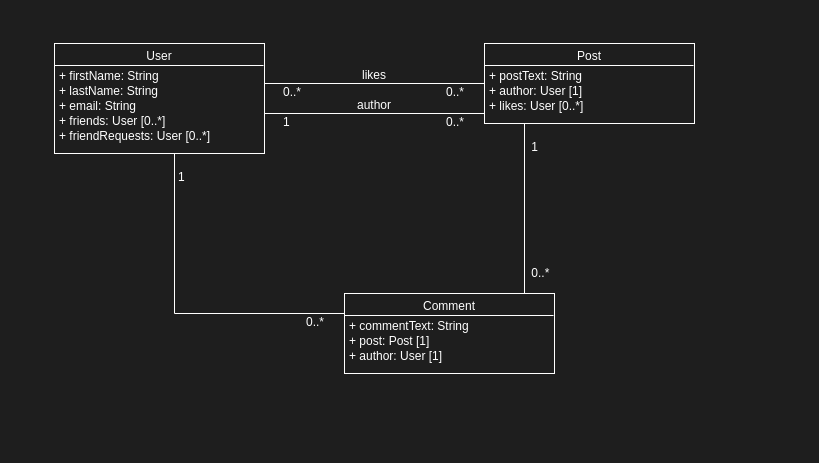 User
+ firstName: String
+ lastName: String
+ email: String
+ friends: User [0..*]
+ friendRequests: User [0..*]
likes
0..*
0..*
author
1
0..*
Post
+ postText: String
+ author: User [1]
+ likes: User [0..*]
1
1
0..*
0..*
Comment
+ commentText: String
+ post: Post [1]
+ author: User [1]